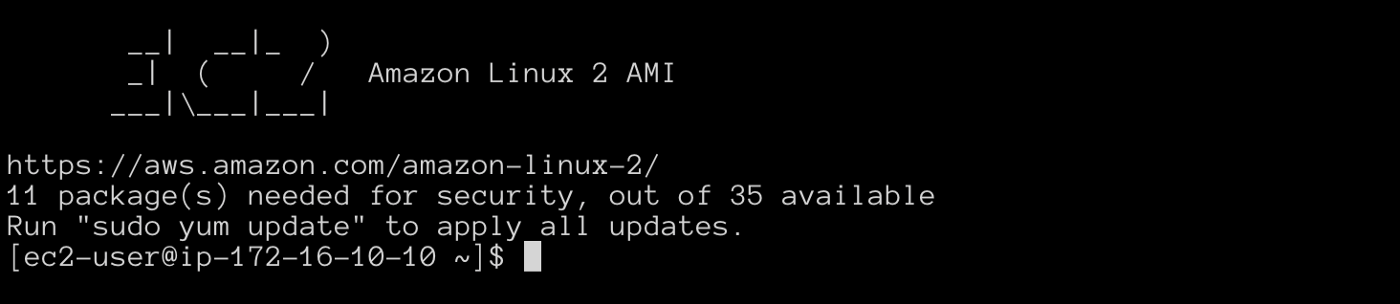 __|  __|_  )
       _|  (     /   Amazon Linux 2 AMI
      ___|\___|___|
https://aws.amazon.com/amazon-linux-2/
11 package(s) needed for security, out of 35 available
Run "sudo yum update" to apply all updates.
[ec2-user@ip-172-16-10-10 ~]$